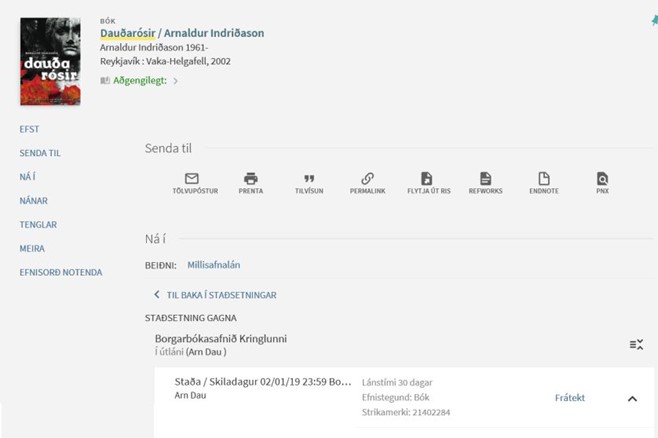 BÓK
Dauðarósir / Arnaldur Indriðason
Arnaldur Indriðason 1961-
Reykjavík : Vaka-Helgafell, 2002
Aðgengilegt:
dauða
rósir
EFST
SENDA TIL
NÁ Í
NÁNAR
TENGLAR
MEIRA
EFNISORÐ NOTENDA
Senda til
TÖLVUPÓSTUR
PRENTA
TILVÍSUN
PERMALINK
FLYTJA ÚT RIS
REFWORKS
ENDNOTE
PNX
Ná í
BEIÐNI: Millisafnalán
TIL BAKA Í STAÐSETNINGAR
STAÐSETNING GAGNA
Borgarbókasafnið Kringlunni
Í útláni (Arn Dau )
Staða / Skiladagur 02/01/19 23:59 Bo...
Arn Dau
Lánstími 30 dagar
Efnistegund: Bók
Strikamerki: 21402284
Frátekt